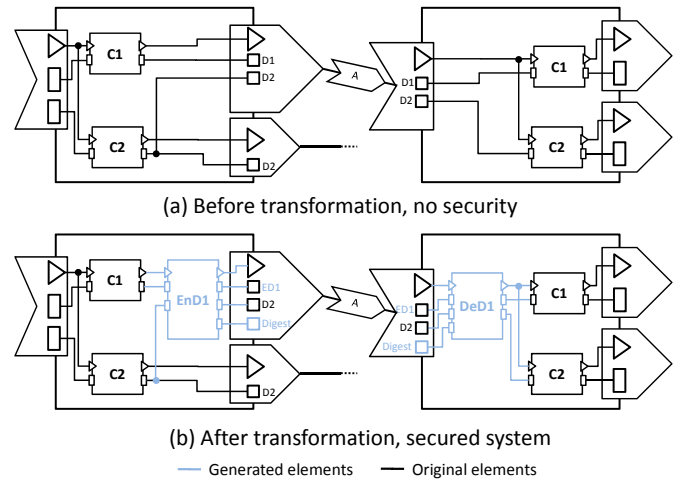 C1
D1
D2
C2
D2
A
D1
D2
C1
C2
(a) Before transformation, no security
C1
EnD1
ED1
D2
Digest
C2
D2
A
ED1
D2
Digest
DeD1
C1
C2
(b) After transformation, secured system
Generated elements
Original elements